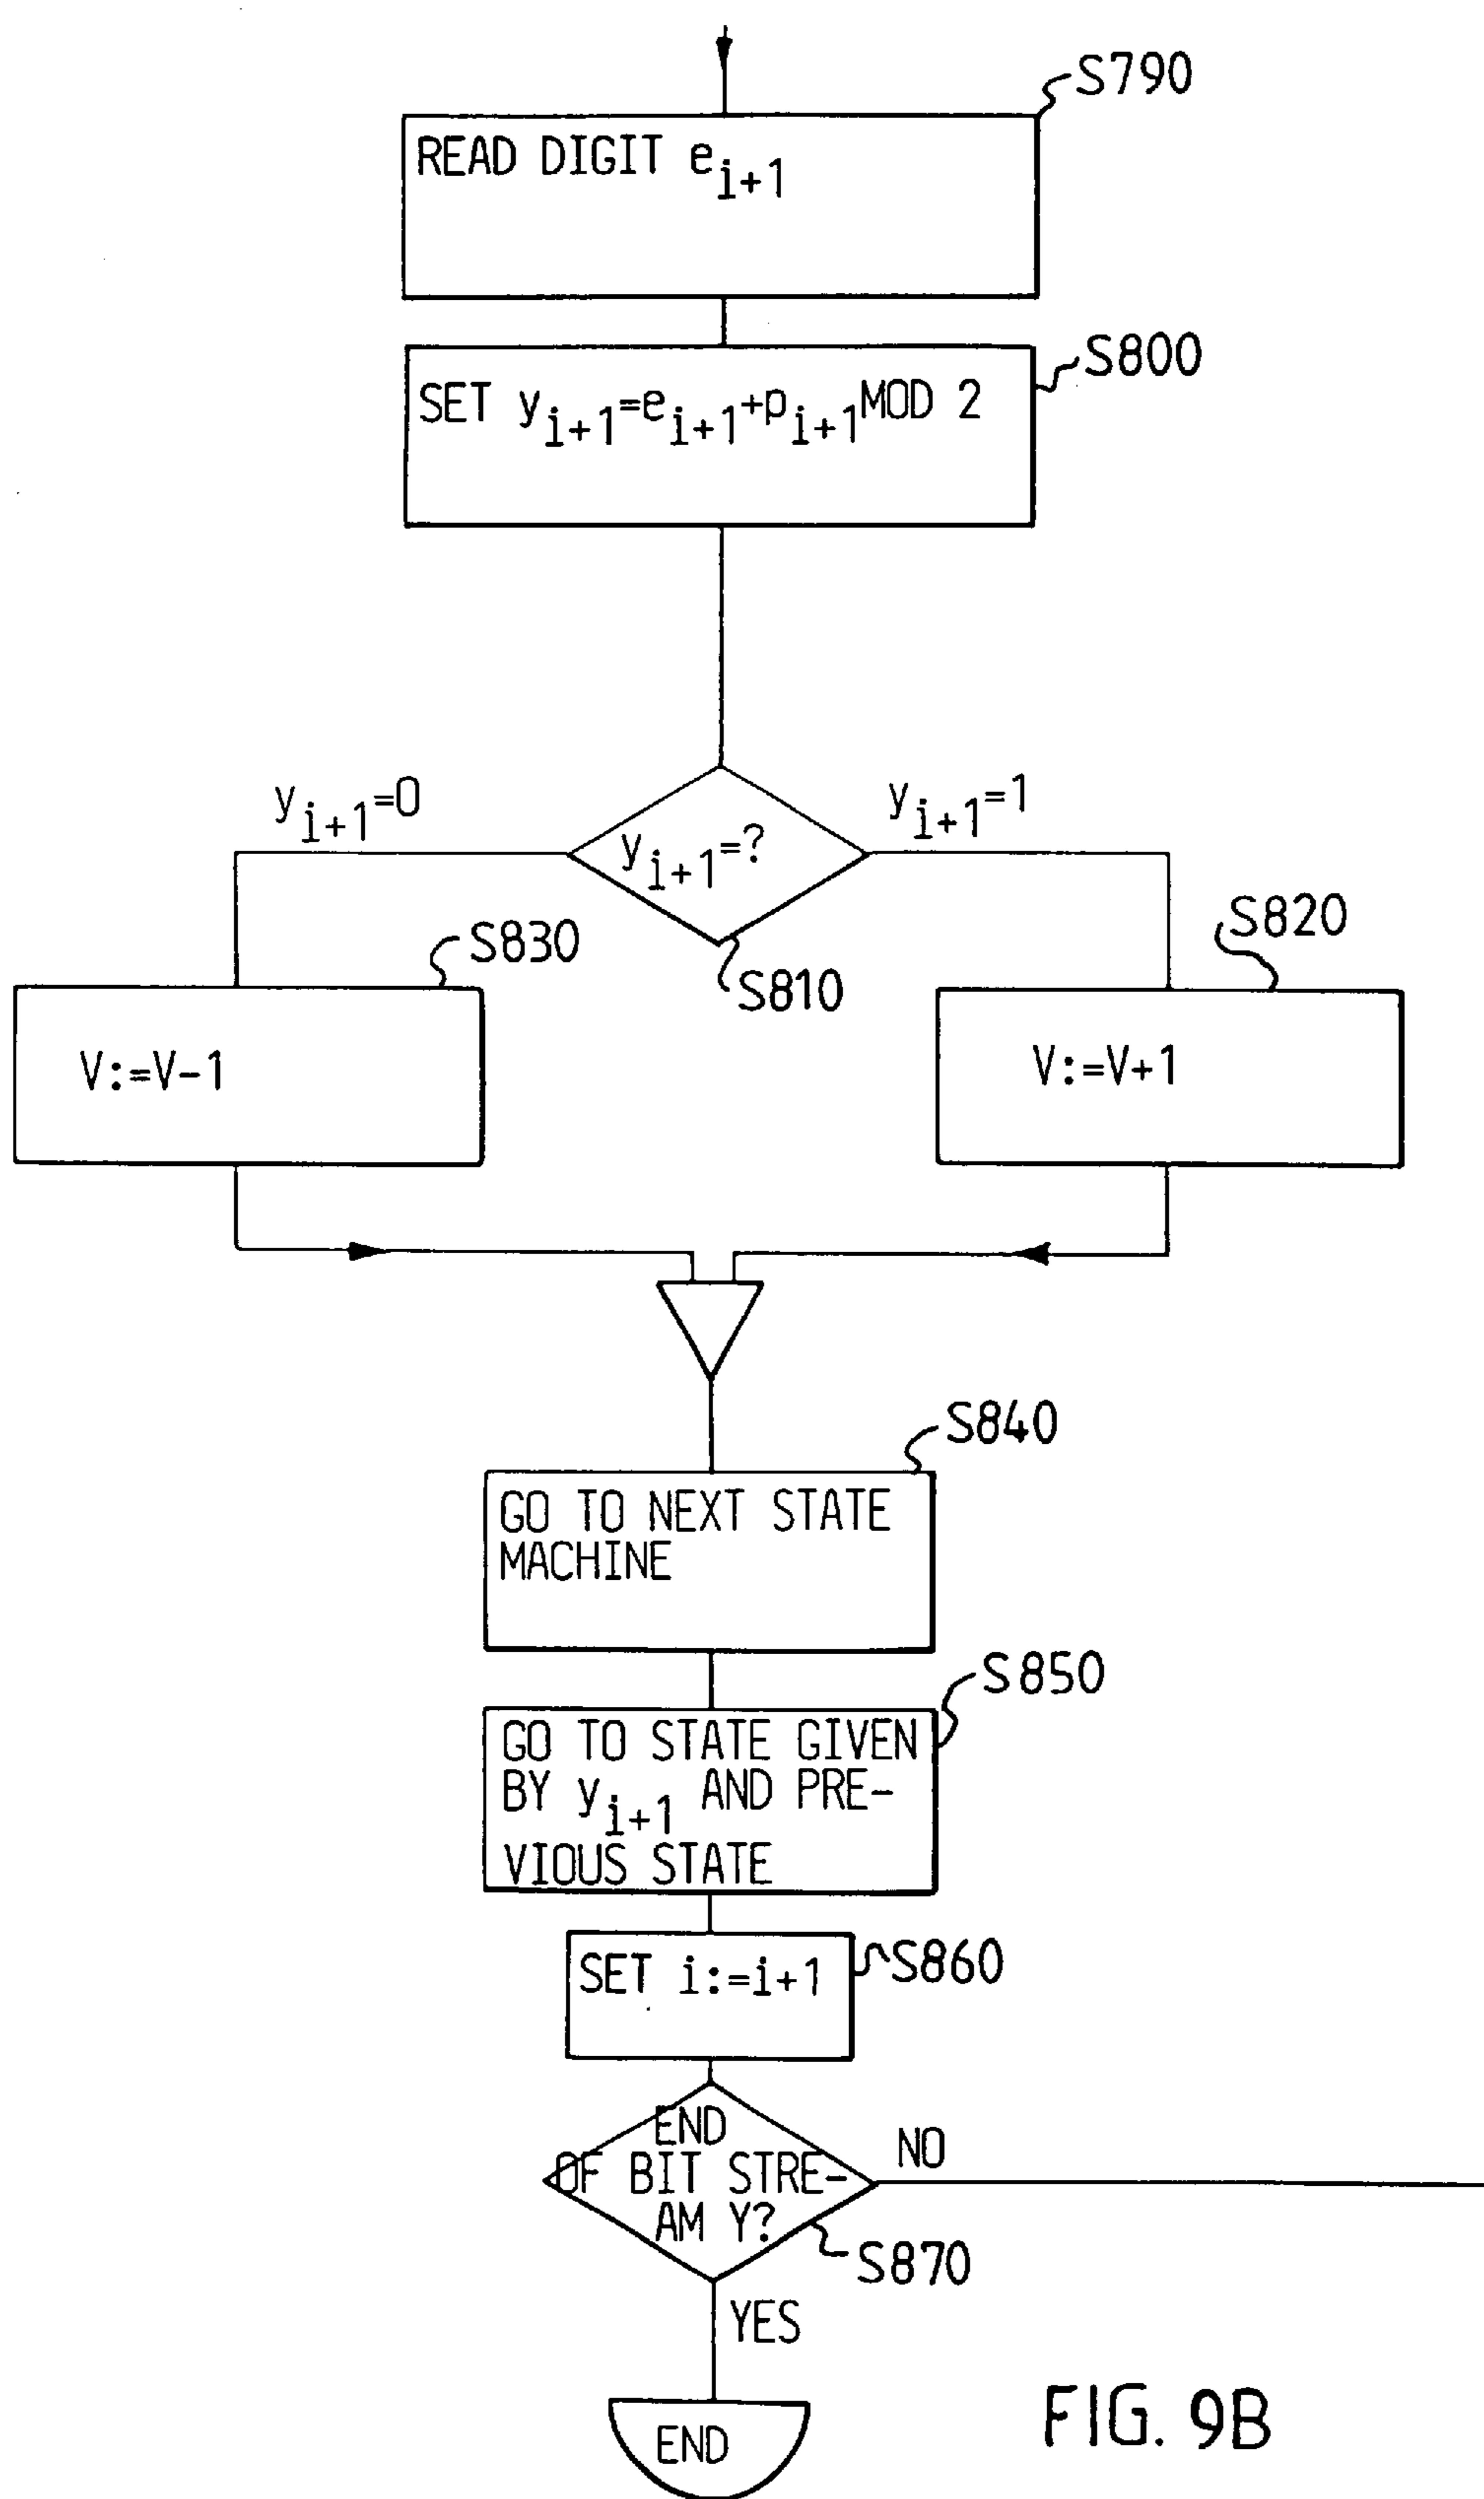 S790
READ DIGIT e_{i+1}
S800
SET y_{i+1}=e_{i+1}+p_{i+1} MOD 2
y_{i+1}=0
y_{i+1}=?
y_{i+1}=1
S810
S830
S820
V:=V-1
V:=V+1
S840
GO TO NEXT STATE
MACHINE
S850
GO TO STATE GIVEN
BY y_{i+1} AND PRE-
VIOUS STATE
S860
SET i:=i+1
END
OF BIT STRE-
AM Y?
NO
S870
YES
END
FIG. 9B